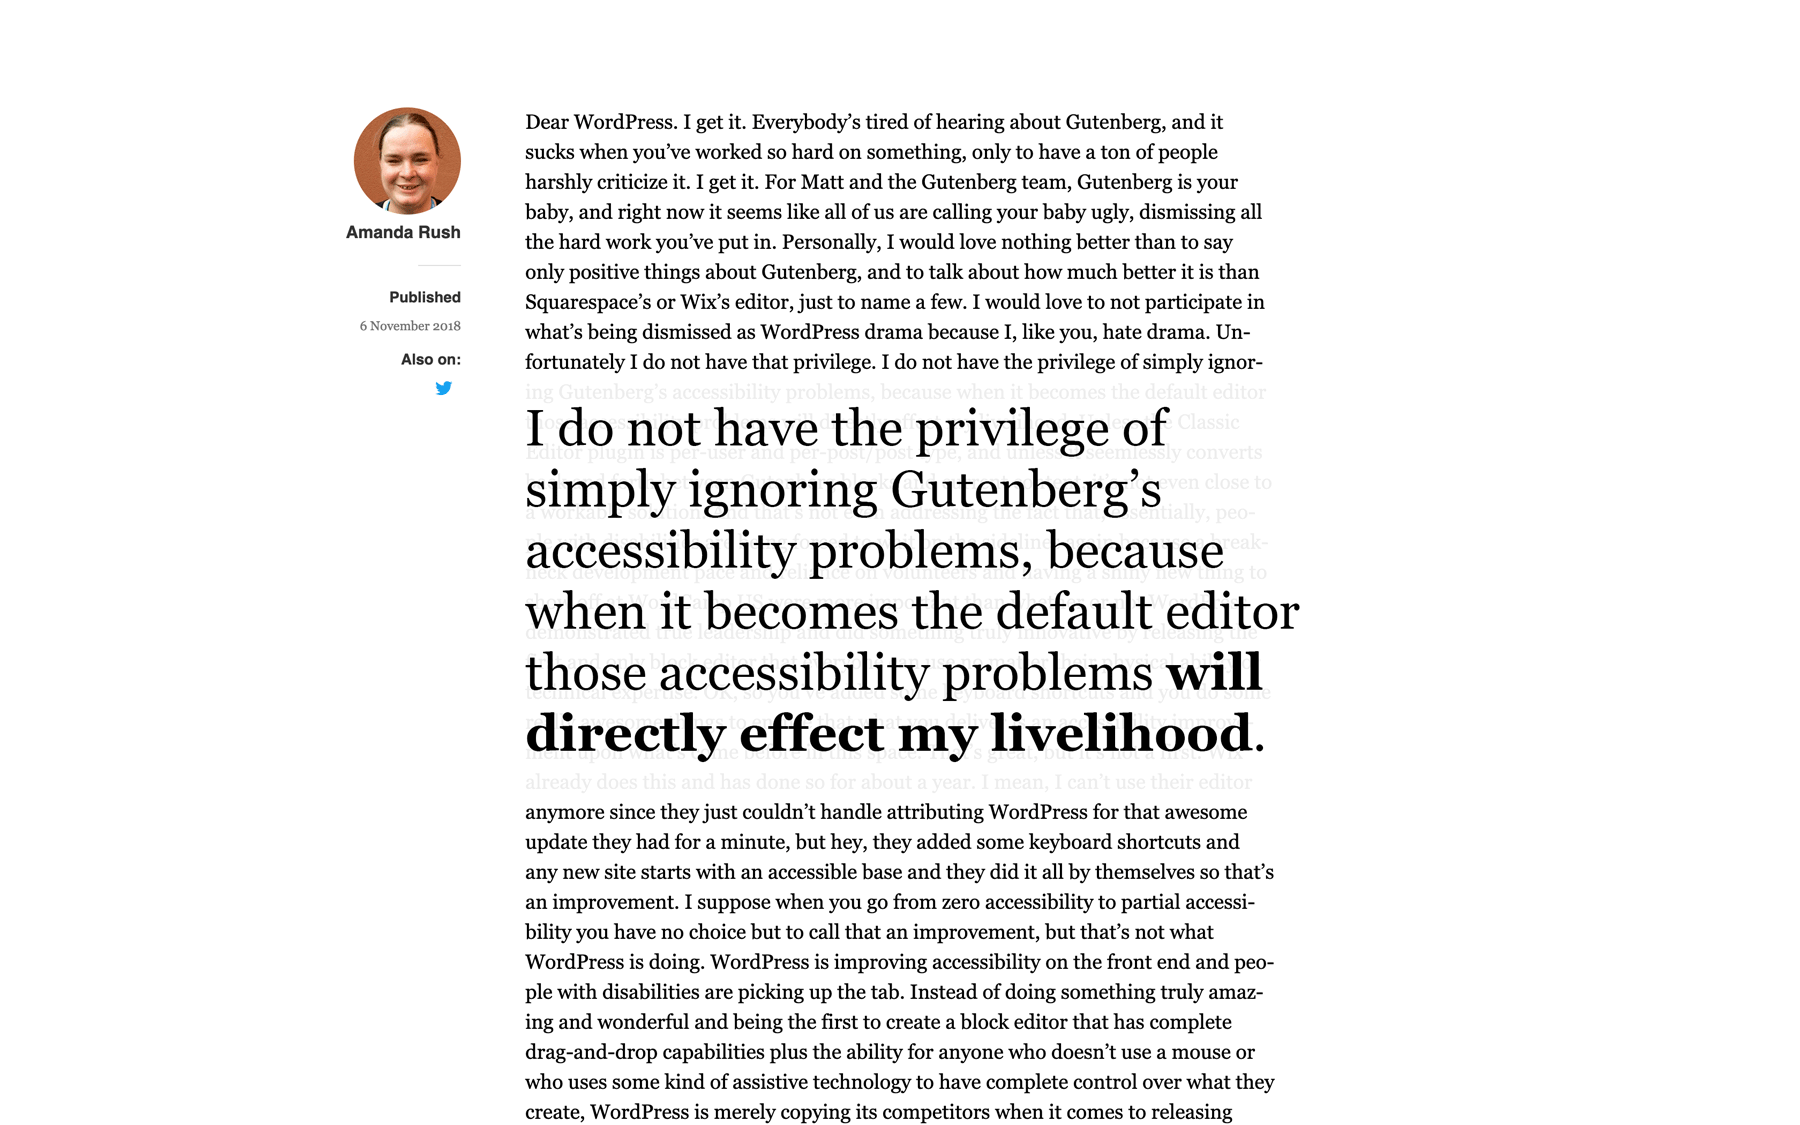 Amanda Rush
Published
6 November 2018
Also on:
Dear WordPress. I get it. Everybody’s tired of hearing about Gutenberg, and it
sucks when you’ve worked so hard on something, only to have a ton of people
harshly criticize it. I get it. For Matt and the Gutenberg team, Gutenberg is your
baby, and right now it seems like all of us are calling your baby ugly, dismissing all
the hard work you’ve put in. Personally, I would love nothing better than to say
only positive things about Gutenberg, and to talk about how much better it is than
Squarespace’s or Wix’s editor, just to name a few. I would love to not participate in
what’s being dismissed as WordPress drama because I, like you, hate drama. Un-
fortunately I do not have that privilege. I do not have the privilege of simply ignor-
ing Gutenberg’s accessibility problems, because when it becomes the default editor
I do not have the privilege of
simply ignoring Gutenberg’s
accessibility problems, because
when it becomes the default editor
those accessibility problems will
directly effect my livelihood.
already does this and has done so for about a year. I mean, I can’t use their editor
anymore since they just couldn’t handle attributing WordPress for that awesome
update they had for a minute, but hey, they added some keyboard shortcuts and
any new site starts with an accessible base and they did it all by themselves so that’s
an improvement. I suppose when you go from zero accessibility to partial accessi-
bility you have no choice but to call that an improvement, but that’s not what
WordPress is doing. WordPress is improving accessibility on the front end and peo-
ple with disabilities are picking up the tab. Instead of doing something truly amaz-
ing and wonderful and being the first to create a block editor that has complete
drag-and-drop capabilities plus the ability for anyone who doesn’t use a mouse or
who uses some kind of assistive technology to have complete control over what they
create, WordPress is merely copying its competitors when it comes to releasing